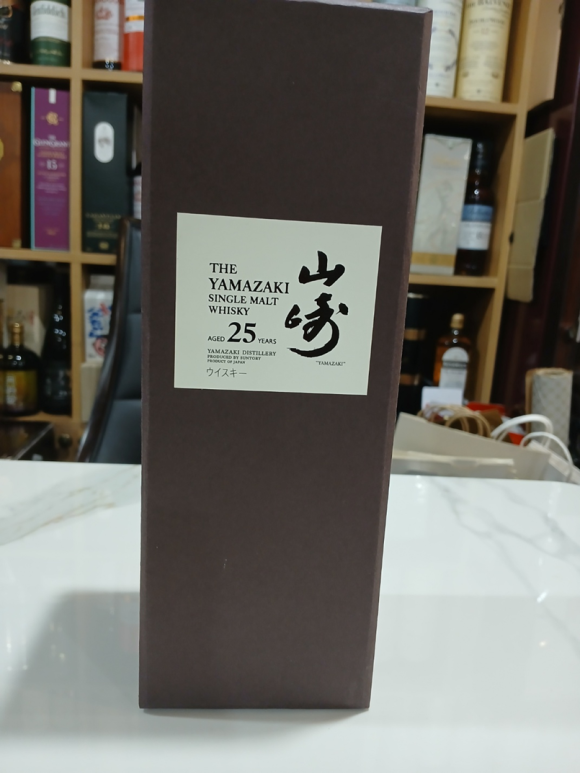 THE
YAMAZAKI
SINGLE MALT
WHISKY
AGED 25 YEARS
YAMAZAKI DISTILLERY
PRODUCED BY SUNTORY
PRODUCT OF JAPAN
ウイスキー
山崎
"YAMAZAKI"